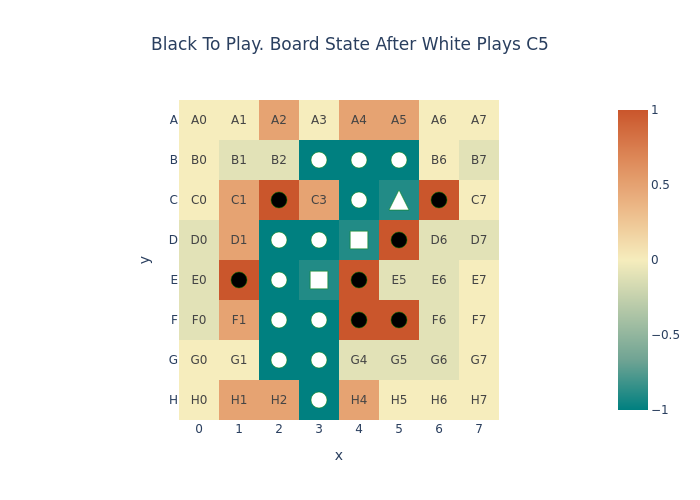 Black To Play. Board State After White Plays C5
A A0 A1 A2 A3 A4 A5 A6 A7
B B0 B1 B2 B6 B7
C C0 C1 C3 C7
D D0 D1 D6 D7
E E0 E5 E6 E7
F F0 F1 F6 F7
G G0 G1 G4 G5 G6 G7
H H0 H1 H2 H4 H5 H6 H7
0 1 2 3 4 5 6 7
x
y
1
0.5
0
−0.5
−1